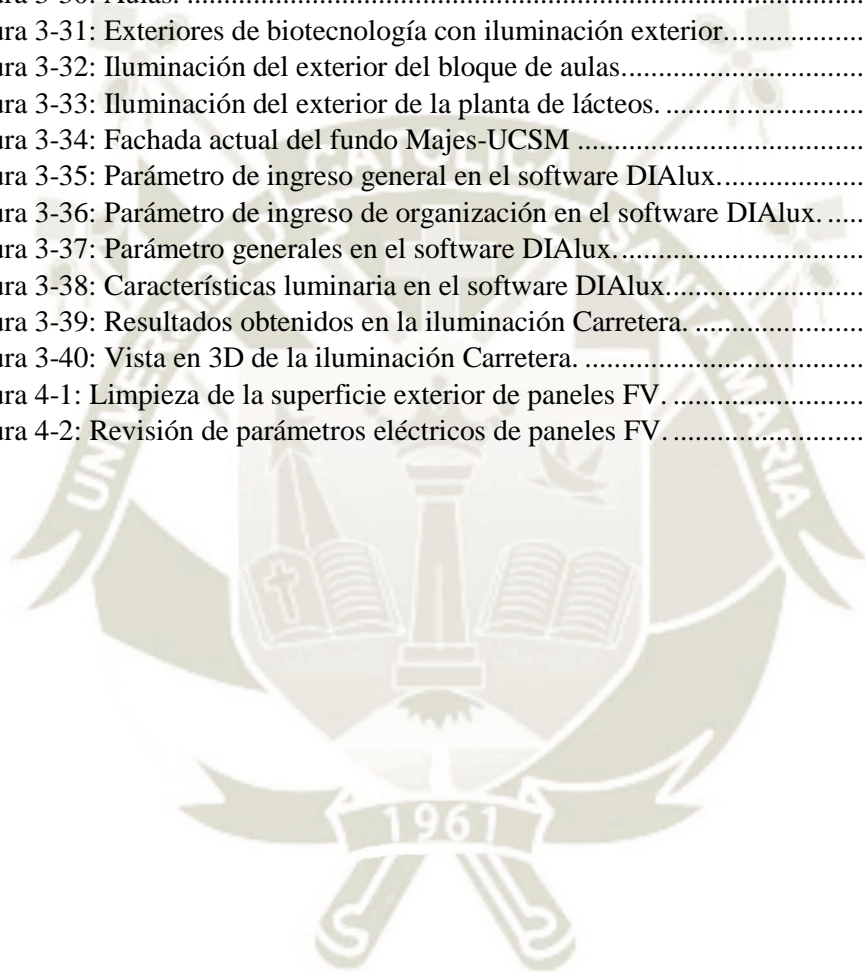 ura 3-30: Aulas. ........................................................................................
ura 3-31: Exteriores de biotecnología con iluminación exterior.....................
ura 3-32: Iluminación del exterior del bloque de aulas....................................
ura 3-33: Iluminación del exterior de la planta de lácteos. .............................
ura 3-34: Fachada actual del fundo Majes-UCSM ..........................................
ura 3-35: Parámetro de ingreso general en el software DIAlux.....................
ura 3-36: Parámetro de ingreso de organización en el software DIAlux. .....
ura 3-37: Parámetro generales en el software DIAlux....................................
ura 3-38: Características luminaria en el software DIAlux.............................
ura 3-39: Resultados obtenidos en la iluminación Carretera. .........................
ura 3-40: Vista en 3D de la iluminación Carretera. .........................................
ura 4-1: Limpieza de la superficie exterior de paneles FV. ............................
ura 4-2: Revisión de parámetros eléctricos de paneles FV. ............................
UNIVERSIDAD CATOLICA DE SANTA MARIA
1961